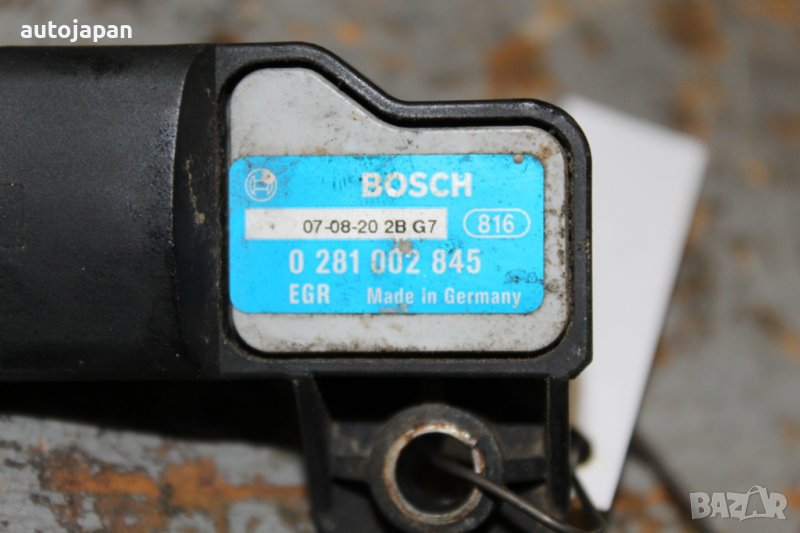 autojapan
BOSCH
07-08-20 2B G7 816
0 281 002 845
EGR Made in Germany
BAZAR